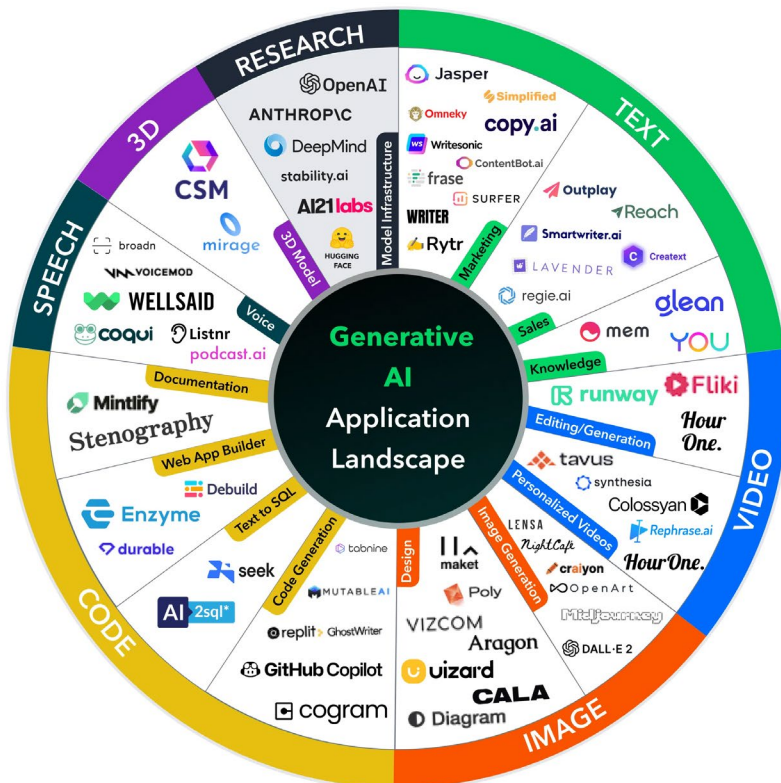 Generative
AI
Application
Landscape
RESEARCH
Model Infrastructure
OpenAI
ANTHROP\C
DeepMind
stability.ai
AI21labs
HUGGING
FACE
TEXT
Marketing
Jasper
Simplified
Omneky
copy.ai
WS Writesonic
ContentBot.ai
frase
SURFER
WRITER
Rytr
Sales
Outplay
Reach
Smartwriter.ai
C Creatext
LAVENDER
regie.ai
Knowledge
glean
mem
YOU
VIDEO
Editing/Generation
runway
Fliki
Hour
One.
Personalized Videos
tavus
synthesia
Colossyan
Rephrase.ai
HourOne.
IMAGE
Image Generation
LENSA
NightCafé
craiyon
OpenArt
Midjourney
DALL·E 2
Design
maket
Poly
VIZCOM
Aragon
uizard
CALA
Diagram
CODE
Code Generation
tabnine
MUTABLEAI
replit GhostWriter
GitHub Copilot
cogram
Text to SQL
seek
AI 2sql*
Web App Builder
Debuild
Enzyme
durable
Documentation
Mintlify
Stenography
SPEECH
Voice
broadn
VOICEMOD
WELLSAID
coqui
Listnr
podcast.ai
3D
3D Model
CSM
mirage